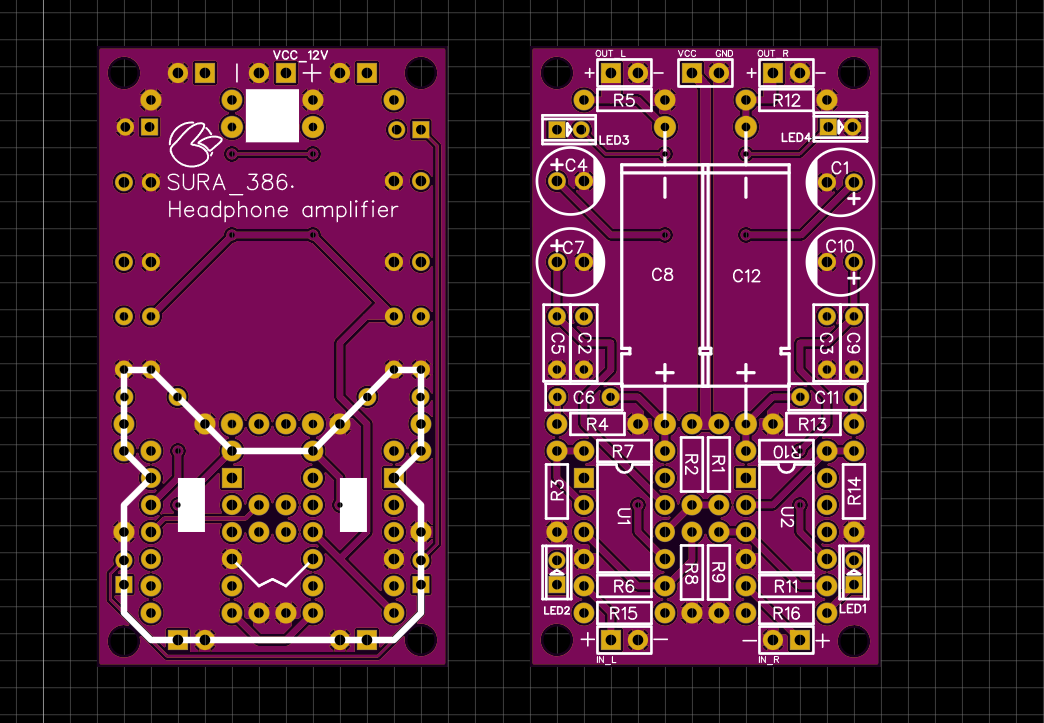 VCC_12V
SURA_386.
Headphone amplifier
OUT_L VCC GND OUT_R
+ - + -
R5 R12
LED3 LED4
+ C4 C1 +
+ C7 C10 +
C8 C12
C5 C2 C3 C9
+ +
C6 C11
R4 R13
R7 R2 R1 R10
R3 U1 U2 R14
R8 R9
R6 R11
LED2 LED1
R15 R16
+ - - +
IN_L IN_R